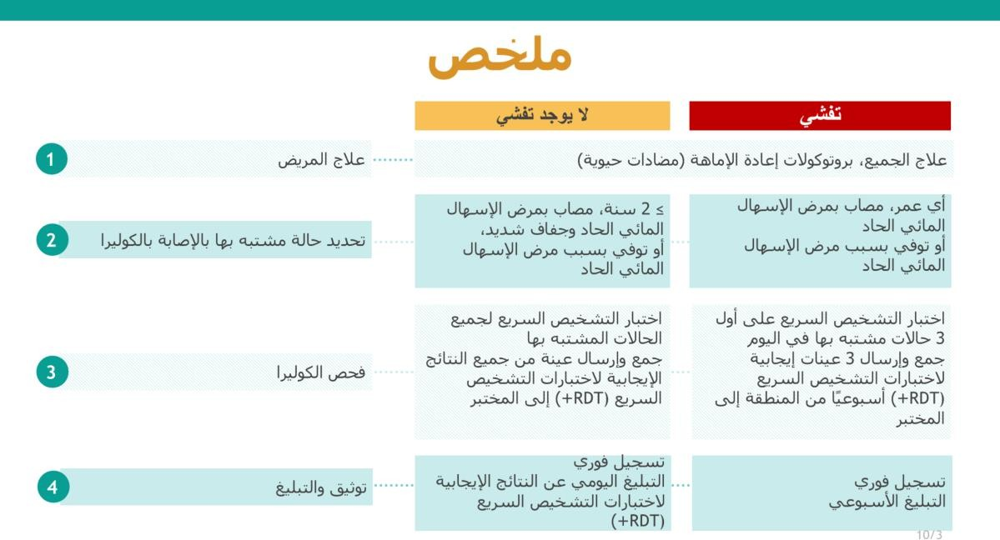 ملخص
تفشي
لا يوجد تفشي
1
علاج المريض
علاج الجميع، بروتوكولات إعادة الإماهة (مضادات حيوية)
2
تحديد حالة مشتبه بها بالإصابة بالكوليرا
≥ 2 سنة، مصاب بمرض الإسهال
المائي الحاد وجفاف شديد،
أو توفي بسبب مرض الإسهال
المائي الحاد
أي عمر، مصاب بمرض الإسهال
المائي الحاد
أو توفي بسبب مرض الإسهال
المائي الحاد
3
فحص الكوليرا
اختبار التشخيص السريع لجميع
الحالات المشتبه بها
جمع وإرسال عينة من جميع النتائج
الإيجابية لاختبارات التشخيص
السريع (RDT+) إلى المختبر
اختبار التشخيص السريع على أول
3 حالات مشتبه بها في اليوم
جمع وإرسال 3 عينات إيجابية
لاختبارات التشخيص السريع
(RDT+) أسبوعيًا من المنطقة إلى
المختبر
4
توثيق والتبليغ
تسجيل فوري
التبليغ اليومي عن النتائج الإيجابية
لاختبارات التشخيص السريع
(RDT+)
تسجيل فوري
التبليغ الأسبوعي
10/3